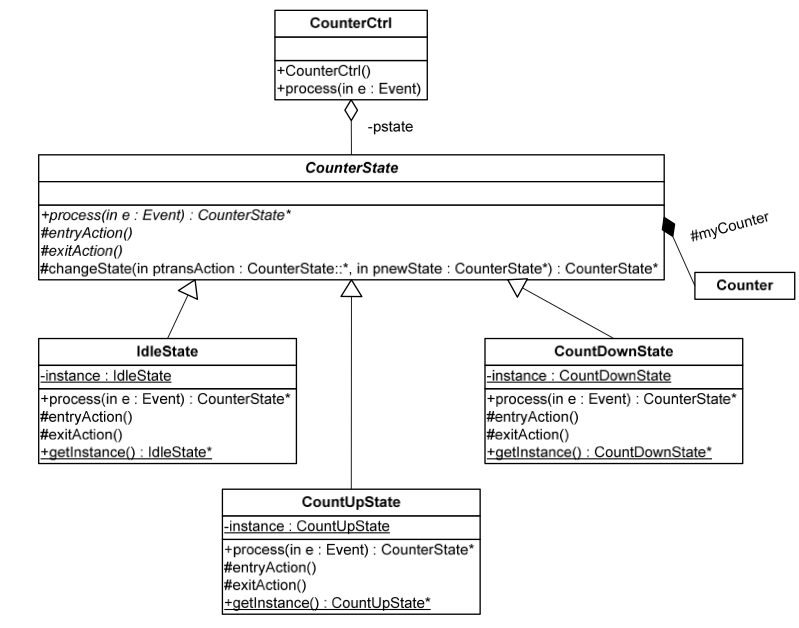 CounterCtrl
+CounterCtrl()
+process(in e : Event)
-pstate
CounterState
+process(in e : Event) : CounterState*
#entryAction()
#exitAction()
#changeState(in ptransAction : CounterState::*, in pnewState : CounterState*) : CounterState*
#myCounter
Counter
IdleState
-instance : IdleState
+process(in e : Event) : CounterState*
#entryAction()
#exitAction()
+getInstance() : IdleState*
CountDownState
-instance : CountDownState
+process(in e : Event) : CounterState*
#entryAction()
#exitAction()
+getInstance() : CountDownState*
CountUpState
-instance : CountUpState
+process(in e : Event) : CounterState*
#entryAction()
#exitAction()
+getInstance() : CountUpState*